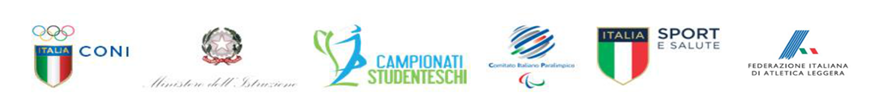 ITALIA
CONI
Ministero dell'Istruzione
CAMPIONATI
STUDENTESCHI
Comitato Italiano Paralimpico
ITALIA
SPORT
E SALUTE
FEDERAZIONE ITALIANA
DI ATLETICA LEGGERA